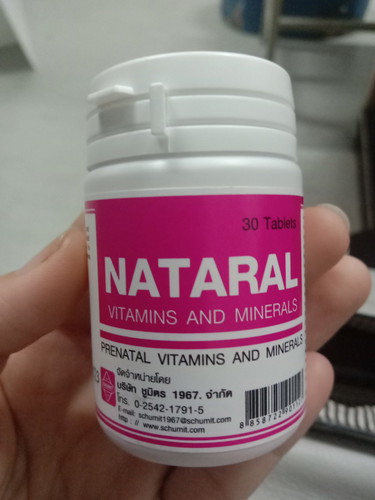 30 Tablets
NATARAL
VITAMINS AND MINERALS
PRENATAL VITAMINS AND MINERALS
จัดจำหน่ายโดย
บริษัท ชูมิตร 1967. จำกัด
โทร. 0-2542-1791-5
E-mail: schumit1967@schumit.com
http : // www.schumit.com